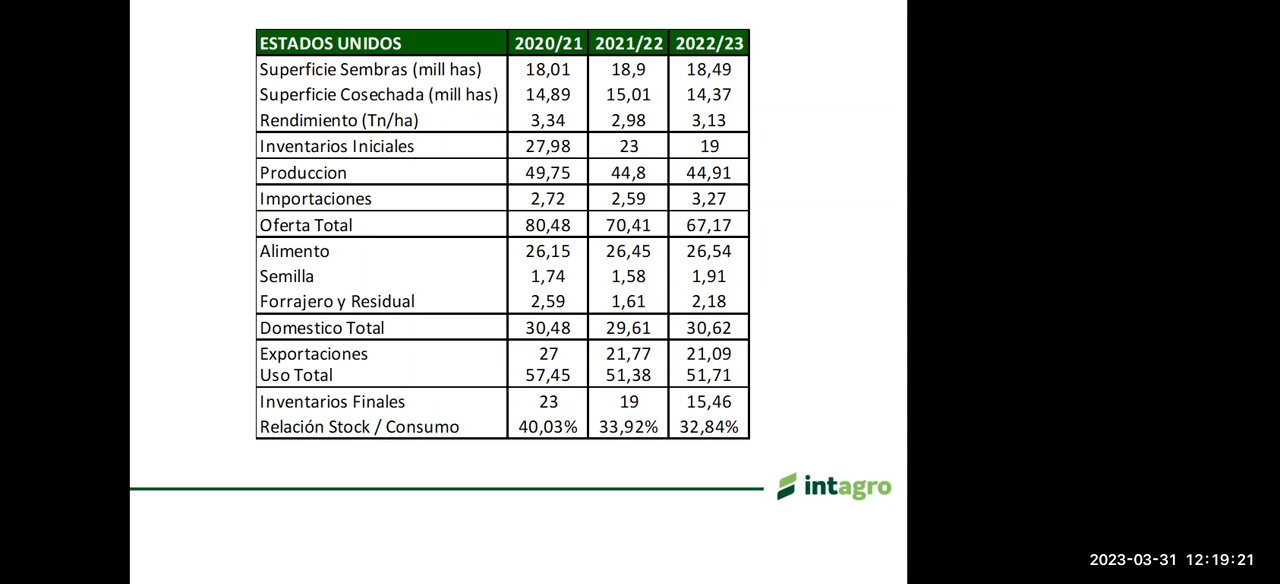 ESTADOS UNIDOS 2020/21 2021/22 2022/23
Superficie Sembras (mill has) 18,01 18,9 18,49
Superficie Cosechada (mill has) 14,89 15,01 14,37
Rendimiento (Tn/ha) 3,34 2,98 3,13
Inventarios Iniciales 27,98 23 19
Produccion 49,75 44,8 44,91
Importaciones 2,72 2,59 3,27
Oferta Total 80,48 70,41 67,17
Alimento 26,15 26,45 26,54
Semilla 1,74 1,58 1,91
Forrajero y Residual 2,59 1,61 2,18
Domestico Total 30,48 29,61 30,62
Exportaciones 27 21,77 21,09
Uso Total 57,45 51,38 51,71
Inventarios Finales 23 19 15,46
Relación Stock / Consumo 40,03% 33,92% 32,84%
intagro
2023-03-31 12:19:21